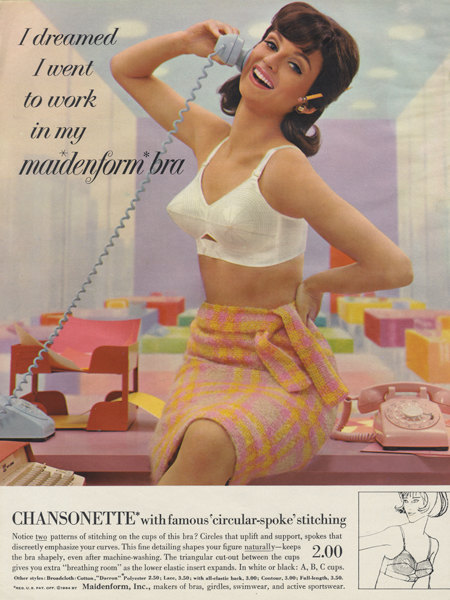 I dreamed
I went
to work
in my
maidenform* bra
CHANSONETTE* with famous 'circular-spoke' stitching
Notice two patterns of stitching on the cups of this bra? Circles that uplift and support, spokes that
discreetly emphasize your curves. This fine detailing shapes your figure naturally—keeps
the bra shapely, even after machine-washing. The triangular cut-out between the cups
gives you extra "breathing room" as the lower elastic insert expands. In white or black: A, B, C cups.
2.00
Other styles: Broadcloth-Cotton, "Dacron" Polyester 2.50; Lace, 3.50; with all-elastic back, 3.00; Contour, 3.00; Full-length, 3.50.
*REG. U.S. PAT. OFF. ©1964 BY Maidenform, Inc., makers of bras, girdles, swimwear, and active sportswear.